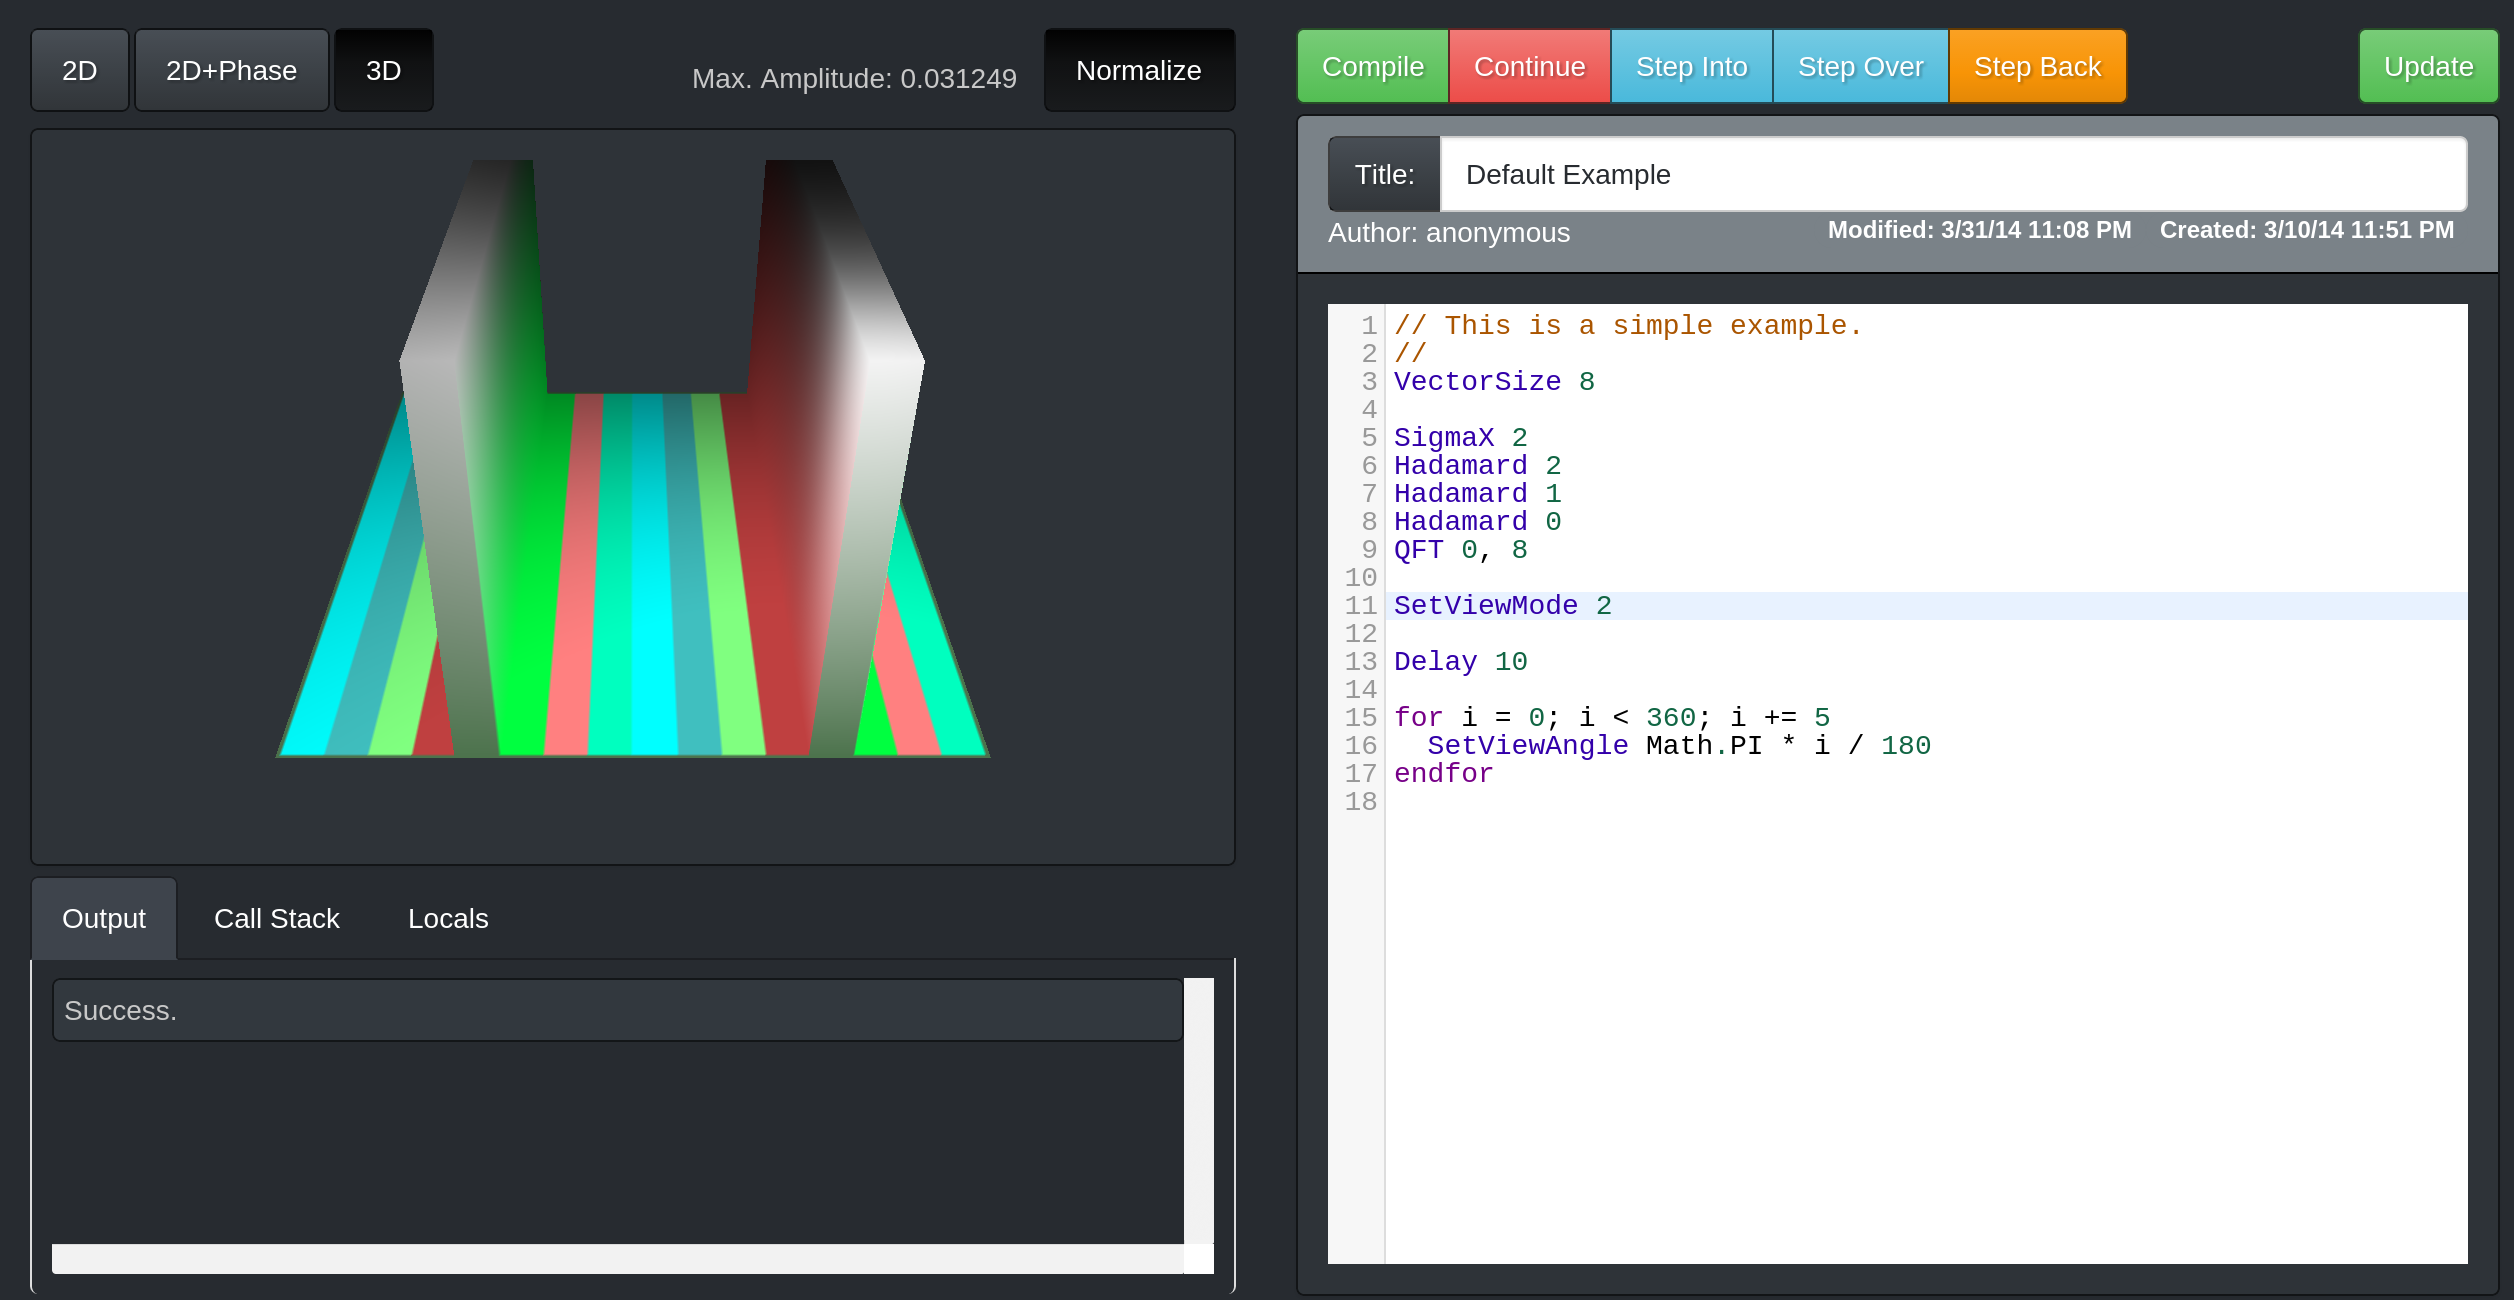 2D 2D+Phase 3D Max. Amplitude: 0.031249 Normalize
Output Call Stack Locals
Success.
Compile Continue Step Into Step Over Step Back Update
Title: Default Example
Author: anonymous Modified: 3/31/14 11:08 PM Created: 3/10/14 11:51 PM
1 // This is a simple example.
2 //
3 VectorSize 8
4
5 SigmaX 2
6 Hadamard 2
7 Hadamard 1
8 Hadamard 0
9 QFT 0, 8
10
11 SetViewMode 2
12
13 Delay 10
14
15 for i = 0; i < 360; i += 5
16   SetViewAngle Math.PI * i / 180
17 endfor
18